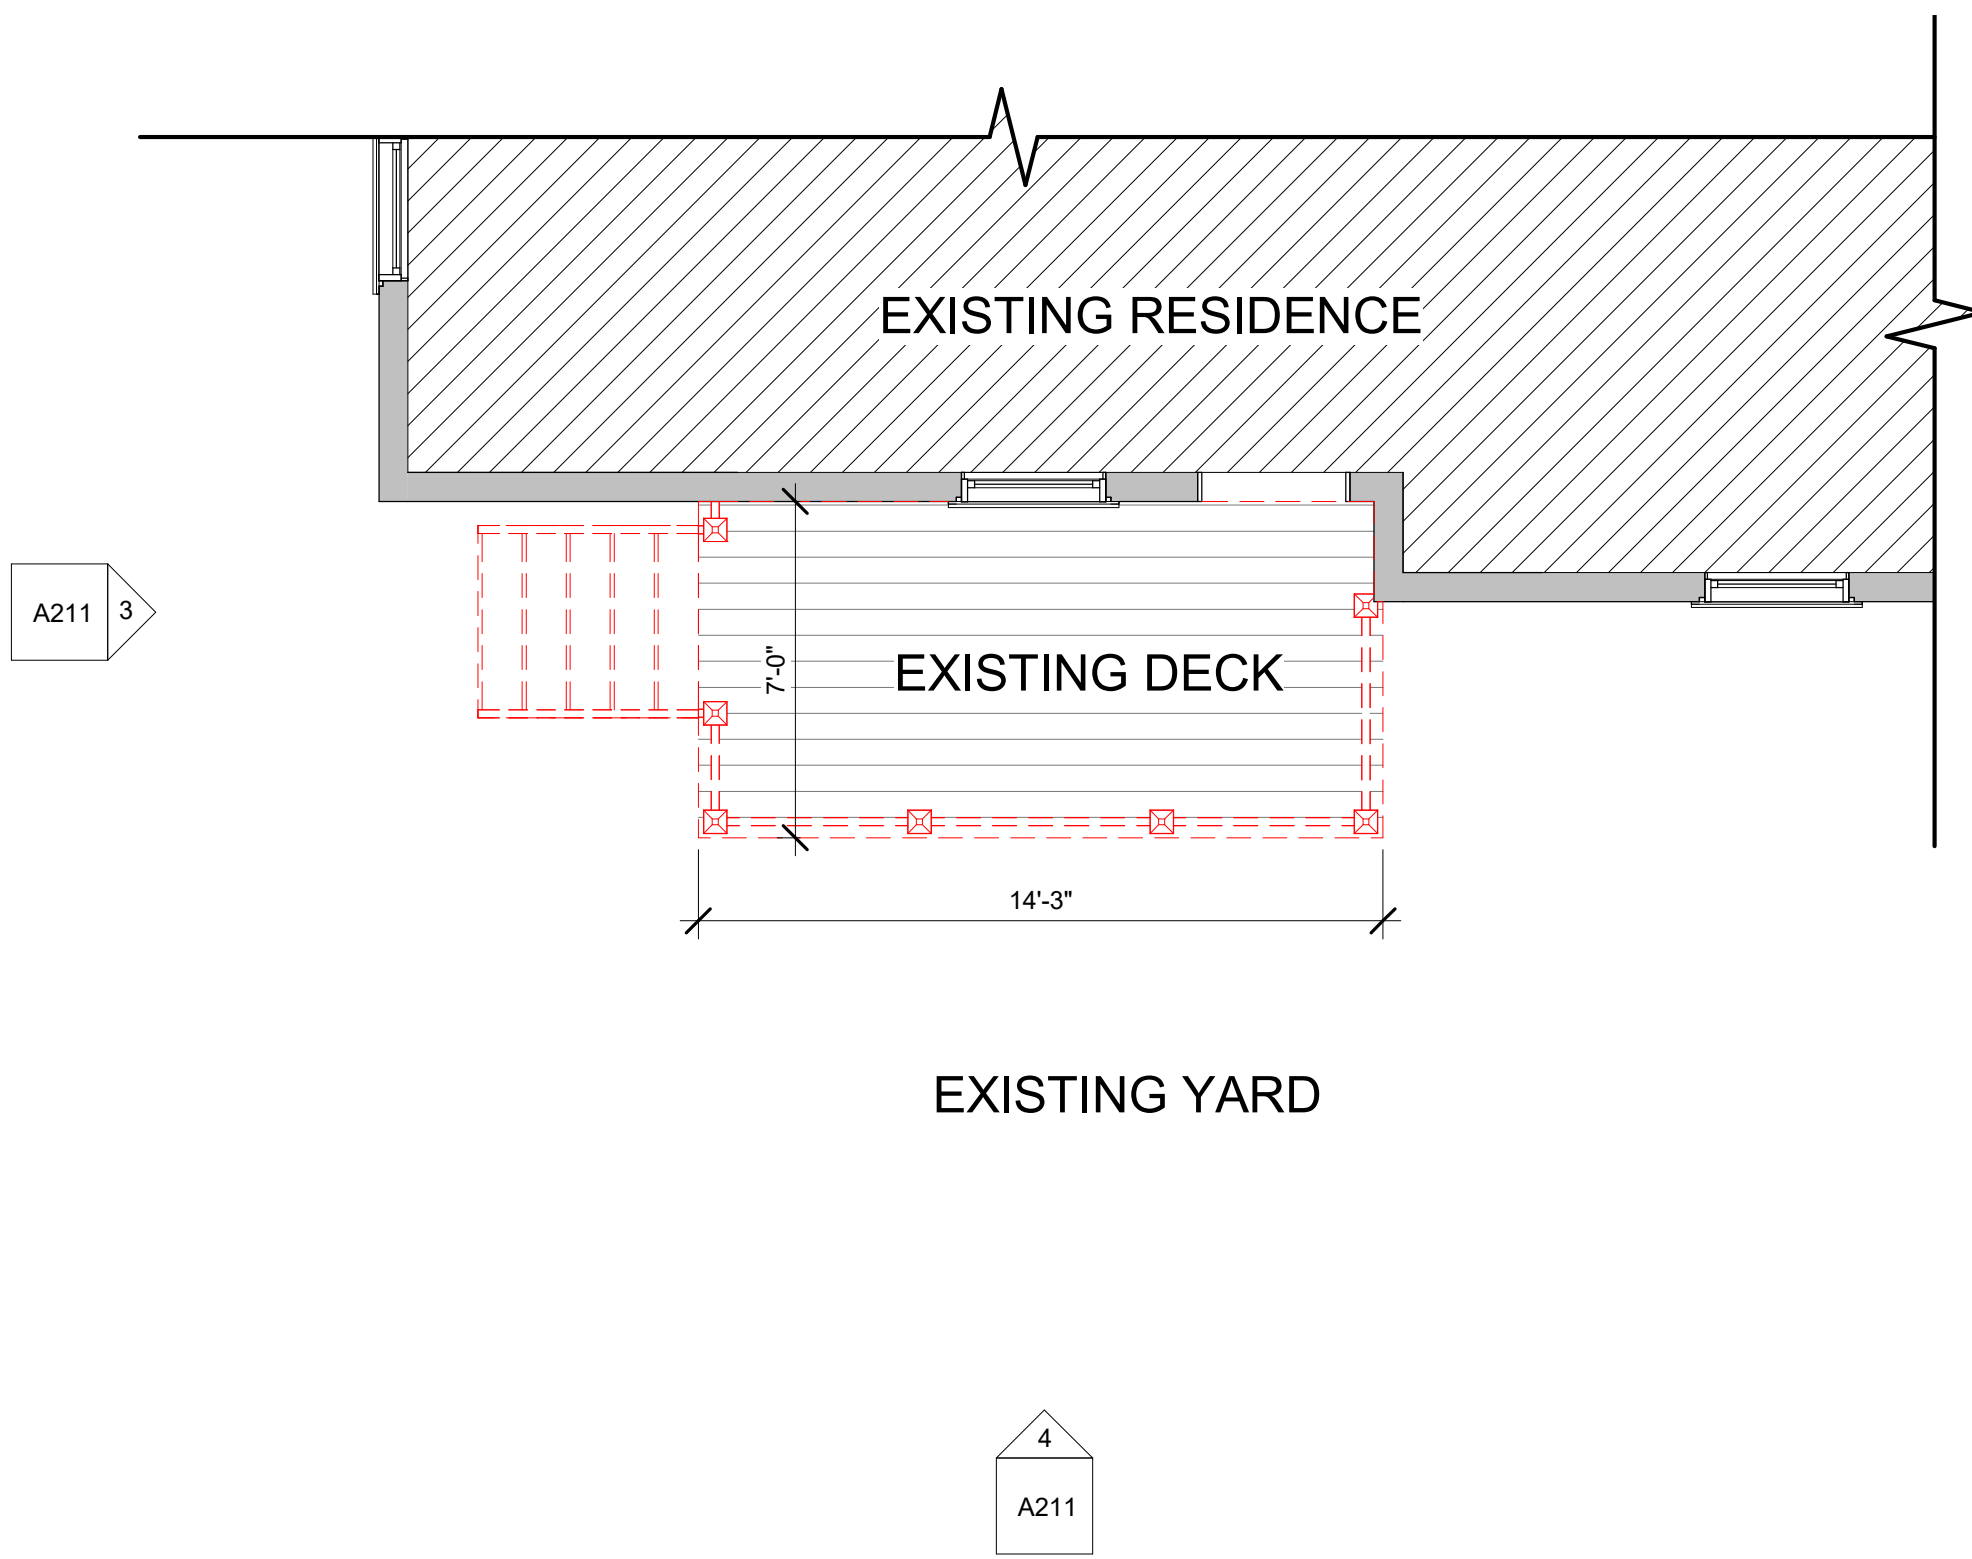 EXISTING RESIDENCE
A211 3
7'-0"
EXISTING DECK
14'-3"
EXISTING YARD
4
A211